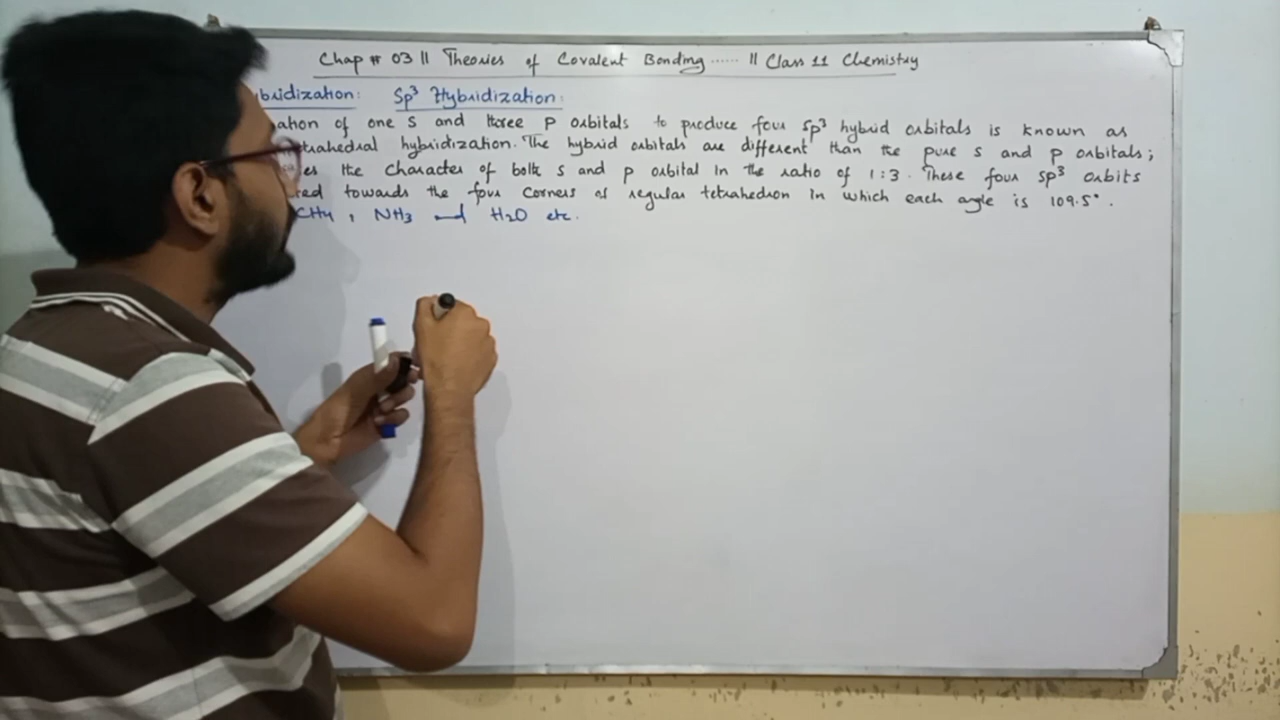 Chap # 03 || Theories of Covalent Bonding ...... || Class 11 Chemistry
bridization: Sp³ Hybridization:
ation of one S and three P orbitals to produce four Sp³ hybrid orbitals is known as
trahedral hybridization. The hybrid orbitals are different than the pure s and p orbitals;
es the character of both s and p orbital in the ratio of 1:3. These four sp³ orbits
ed towards the four corners of regular tetrahedron in which each angle is 109.5°.
CH4, NH3 and H2O etc.